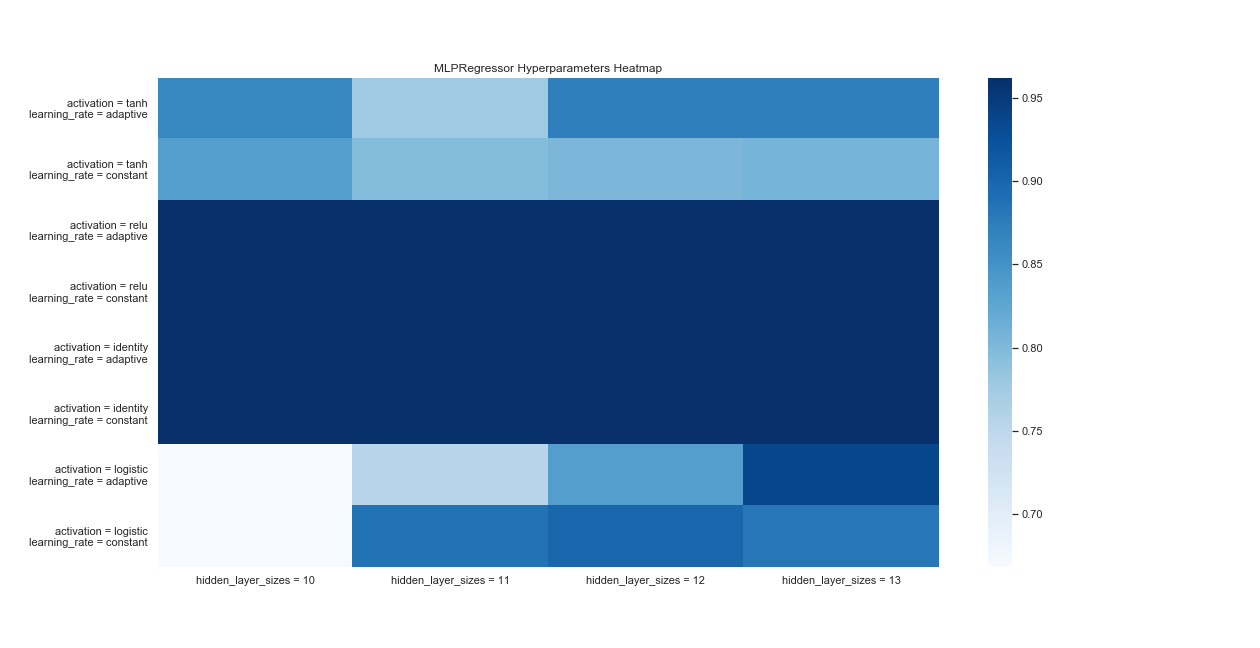 MLPRegressor Hyperparameters Heatmap
activation = tanh
learning_rate = adaptive
activation = tanh
learning_rate = constant
activation = relu
learning_rate = adaptive
activation = relu
learning_rate = constant
activation = identity
learning_rate = adaptive
activation = identity
learning_rate = constant
activation = logistic
learning_rate = adaptive
activation = logistic
learning_rate = constant
hidden_layer_sizes = 10
hidden_layer_sizes = 11
hidden_layer_sizes = 12
hidden_layer_sizes = 13
0.95
0.90
0.85
0.80
0.75
0.70